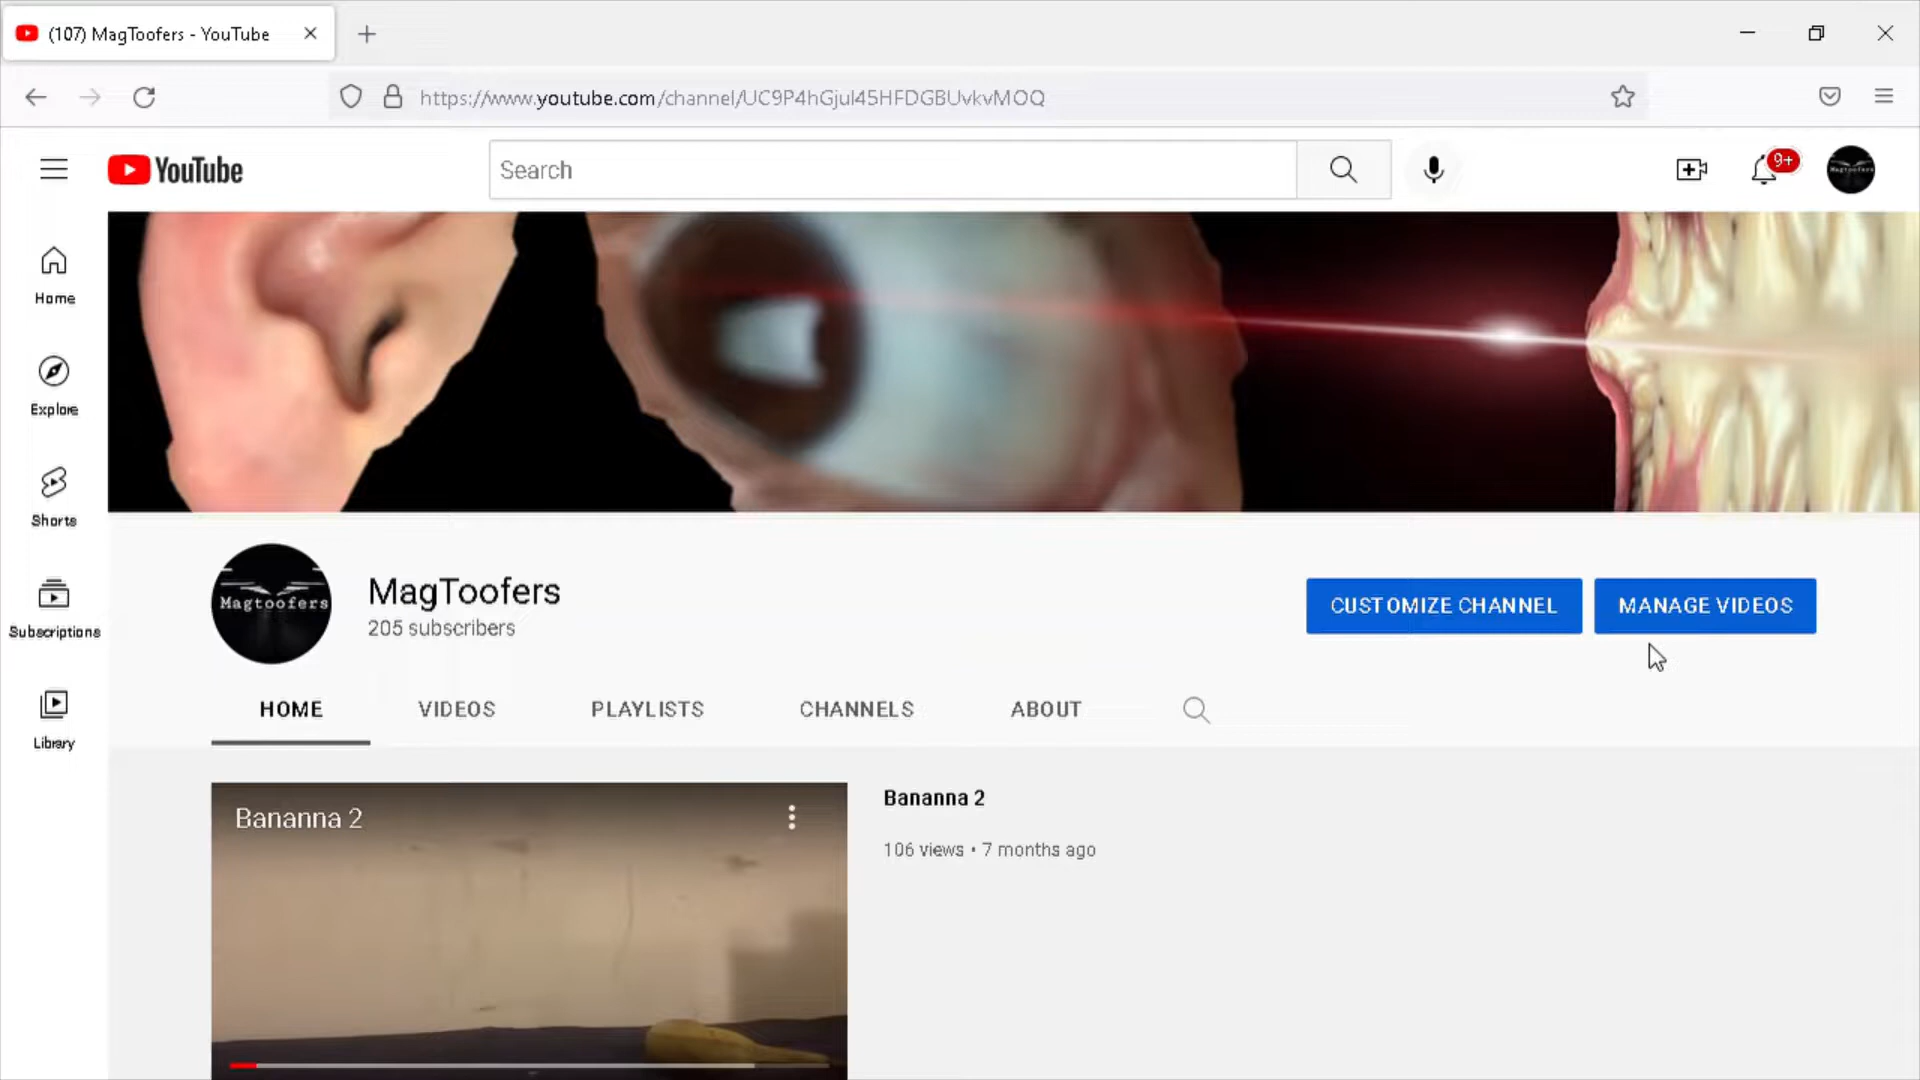 (107) MagToofers - YouTube
https://www.youtube.com/channel/UC9P4hGjul45HFDGBUvkvMOQ
YouTube
Search
9+
Magtoofers
Home
Explore
Shorts
Subscriptions
Library
Magtoofers
MagToofers
205 subscribers
CUSTOMIZE CHANNEL
MANAGE VIDEOS
HOME
VIDEOS
PLAYLISTS
CHANNELS
ABOUT
Bananna 2
Bananna 2
106 views • 7 months ago